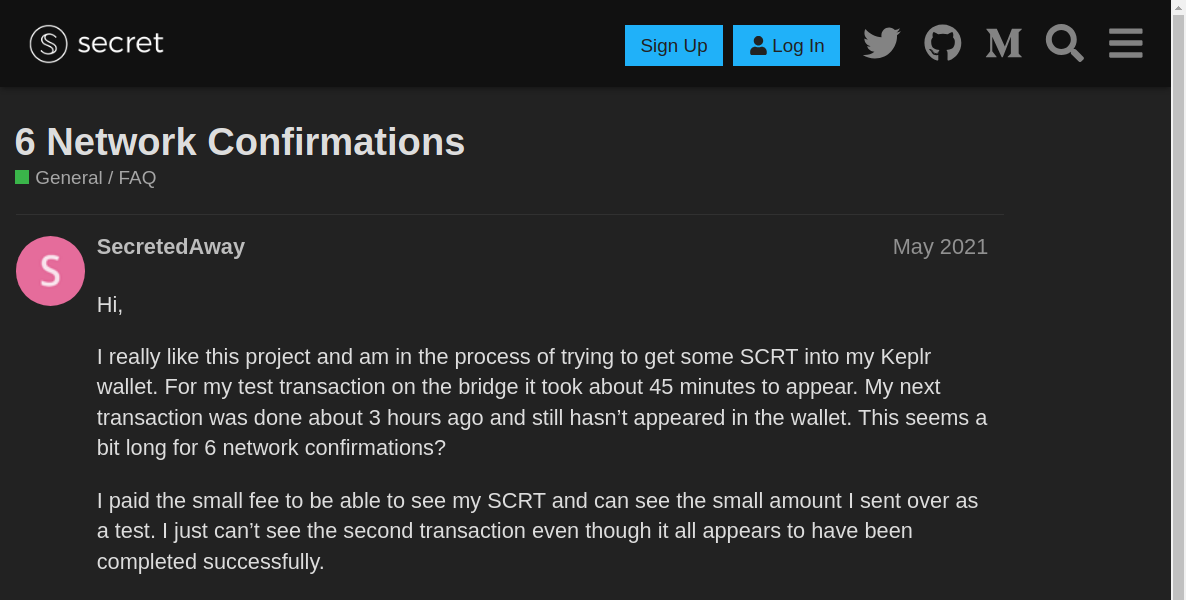 secret
Sign Up
Log In
6 Network Confirmations
General / FAQ
S
SecretedAway
May 2021
Hi,
I really like this project and am in the process of trying to get some SCRT into my Keplr
wallet. For my test transaction on the bridge it took about 45 minutes to appear. My next
transaction was done about 3 hours ago and still hasn’t appeared in the wallet. This seems a
bit long for 6 network confirmations?
I paid the small fee to be able to see my SCRT and can see the small amount I sent over as
a test. I just can’t see the second transaction even though it all appears to have been
completed successfully.